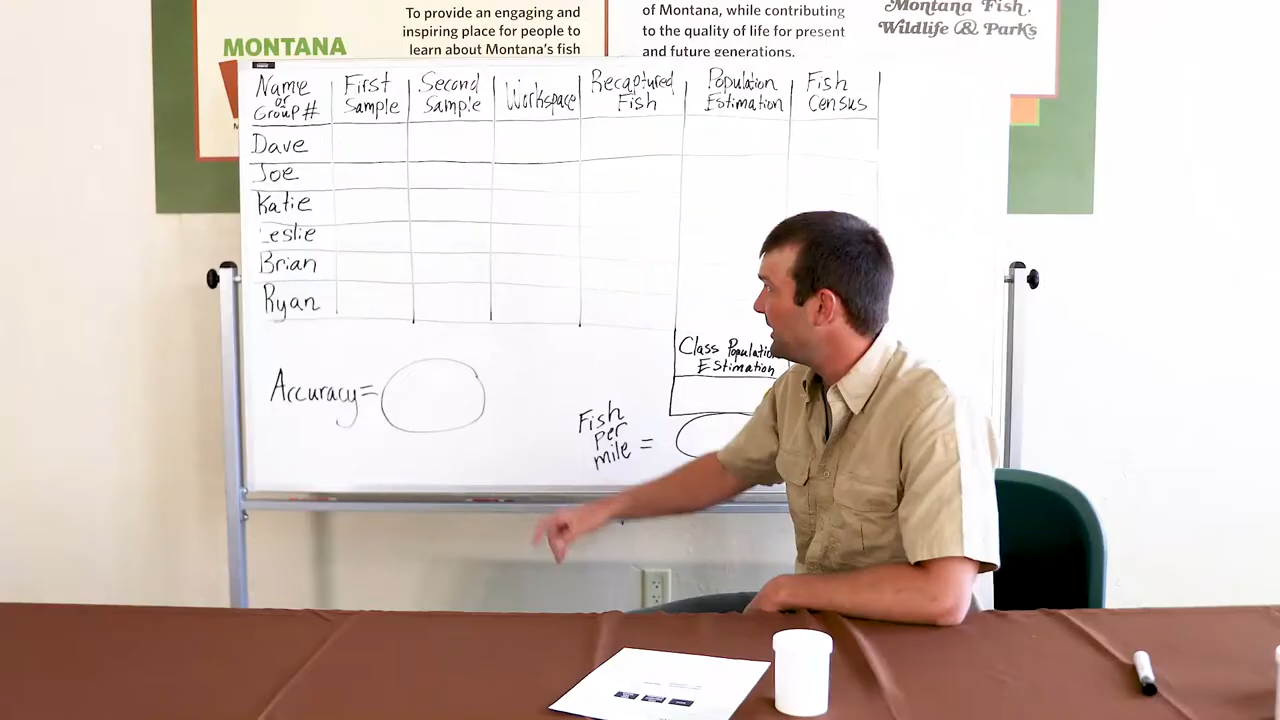 To provide an engaging and
inspiring place for people to
learn about Montana's fish
MONTANA
of Montana, while contributing
to the quality of life for present
and future generations.
Montana Fish,
Wildlife & Parks
Name
or
Group #
First
Sample
Second
Sample
Workspace
Recaptured
Fish
Population
Estimation
Fish
Census
Dave
Joe
Katie
Leslie
Brian
Ryan
Accuracy=
Class Population
Estimation
Fish
Per
mile =